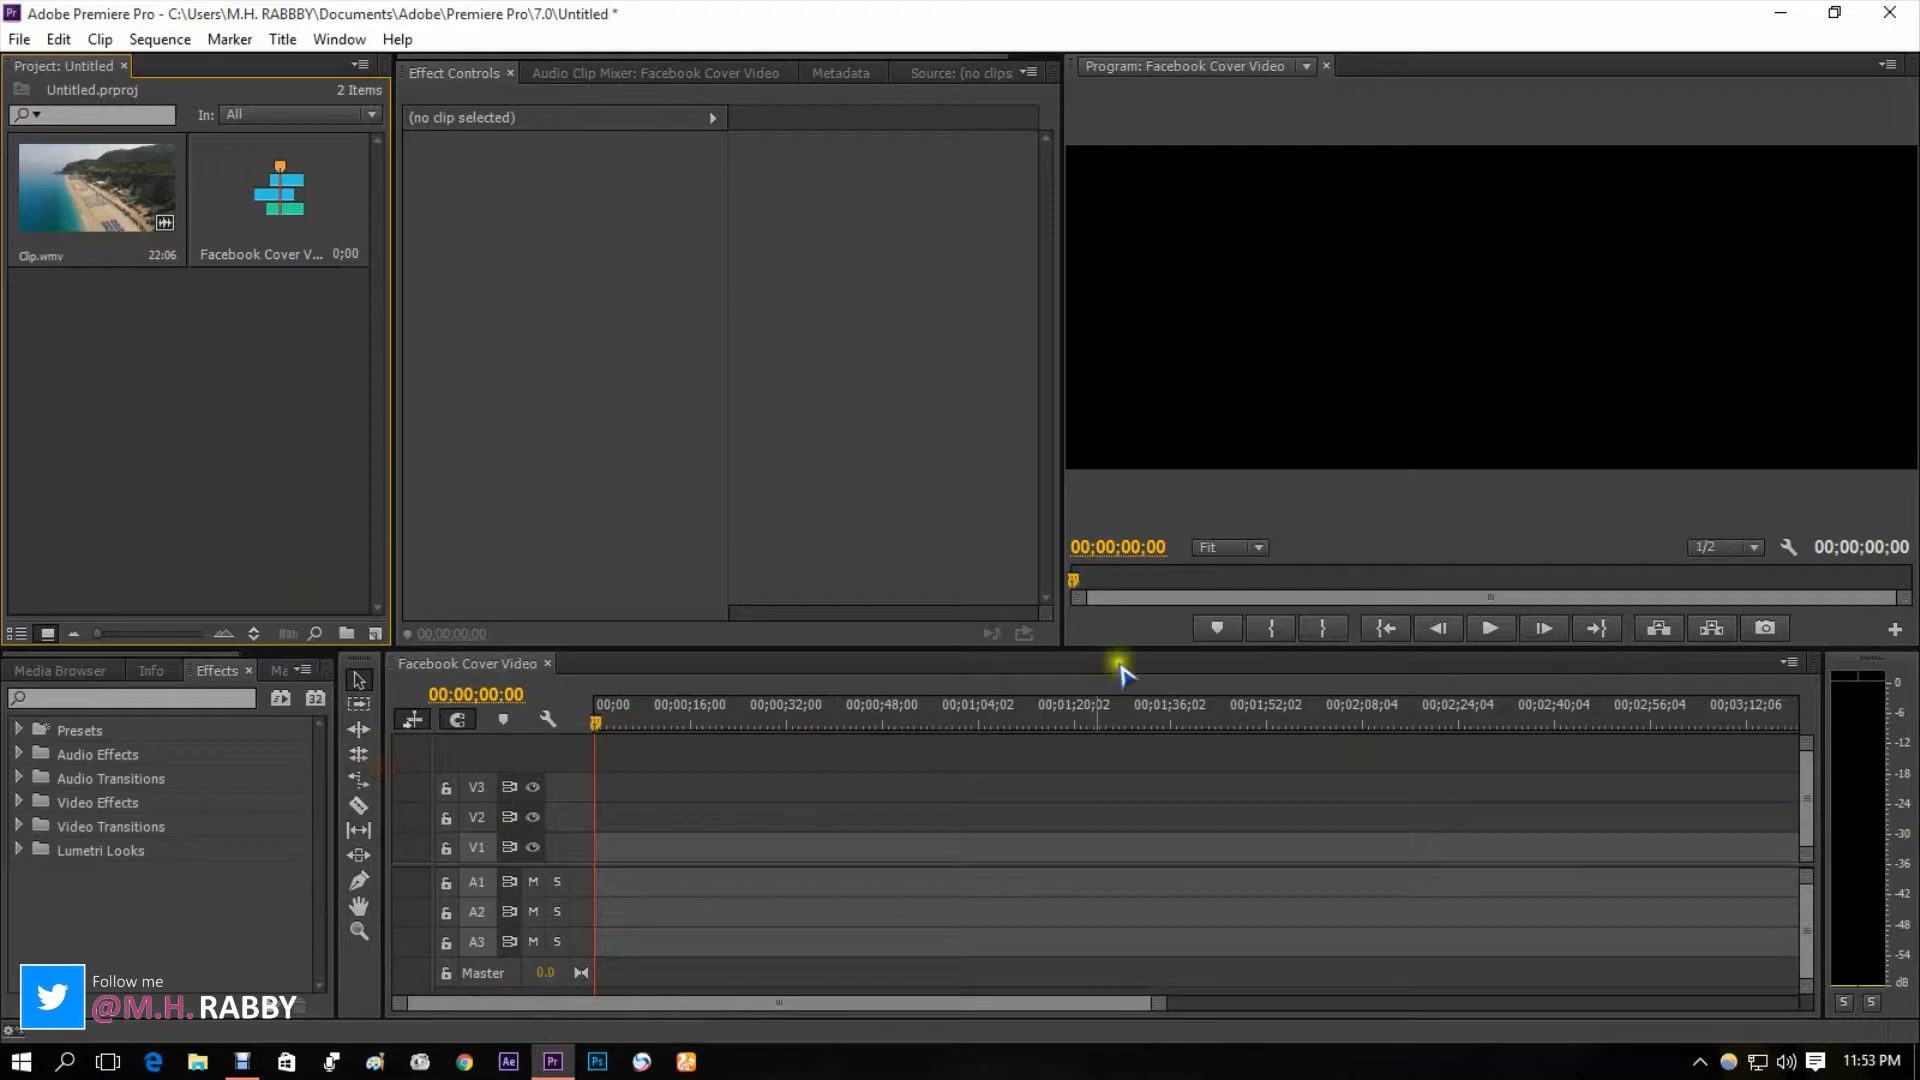 Adobe Premiere Pro - C:\Users\M.H. RABBBY\Documents\Adobe\Premiere Pro\7.0\Untitled *
File Edit Clip Sequence Marker Title Window Help
Project: Untitled
Untitled.prproj 2 Items
In: All
Clip.wmv 22:06
Facebook Cover V... 0;00
Effect Controls Audio Clip Mixer: Facebook Cover Video Metadata Source: (no clips
(no clip selected)
00;00;00;00
Program: Facebook Cover Video
00;00;00;00 Fit 1/2 00;00;00;00
Media Browser Info Effects Ma
32
Presets
Audio Effects
Audio Transitions
Video Effects
Video Transitions
Lumetri Looks
Facebook Cover Video
00;00;00;00
00;00 00;00;16;00 00;00;32;00 00;00;48;00 00;01;04;02 00;01;20;02 00;01;36;02 00;01;52;02 00;02;08;04 00;02;24;04 00;02;40;04 00;02;56;04 00;03;12;06
V3
V2
V1
A1 M S
A2 M S
A3 M S
Master 0.0
0
-6
-12
-18
-24
-30
-36
-42
-48
-54
dB
S S
Follow me
@M.H. RABBY
Ae Pr Ps
11:53 PM